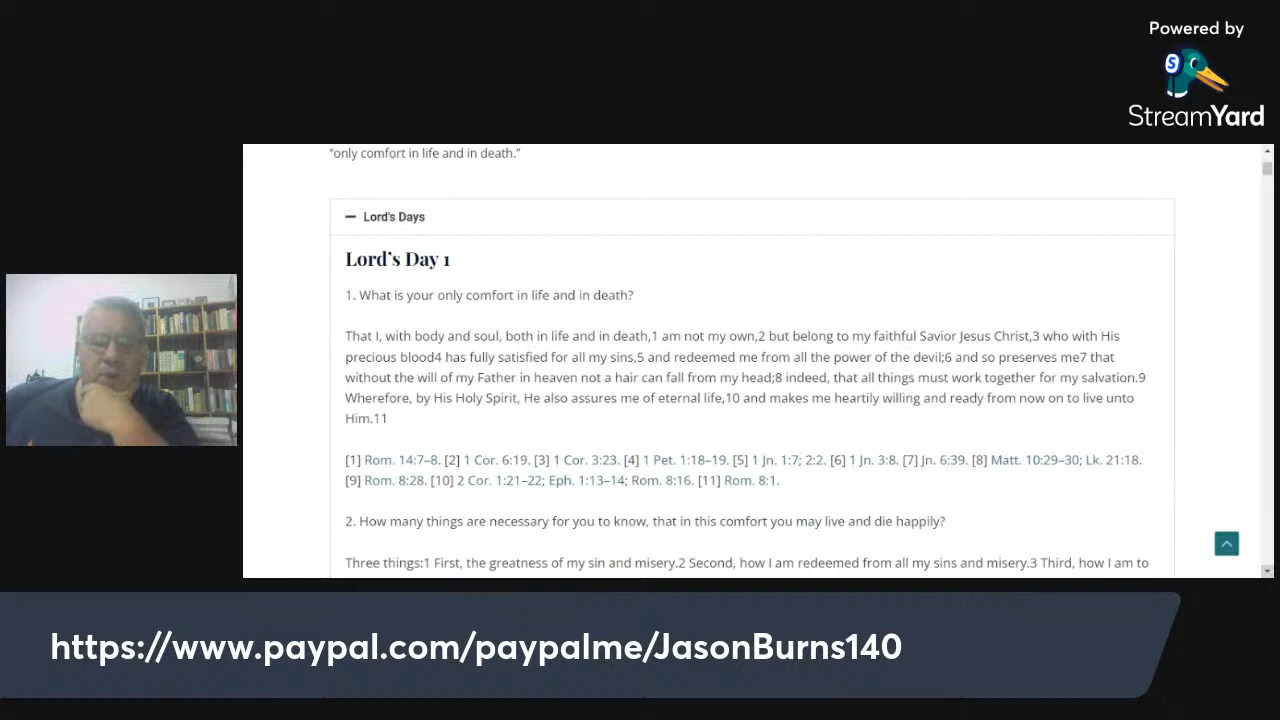 Powered by
StreamYard
“only comfort in life and in death.”
Lord's Days
Lord’s Day 1
1. What is your only comfort in life and in death?
That I, with body and soul, both in life and in death,1 am not my own,2 but belong to my faithful Savior Jesus Christ,3 who with His
precious blood4 has fully satisfied for all my sins,5 and redeemed me from all the power of the devil;6 and so preserves me7 that
without the will of my Father in heaven not a hair can fall from my head;8 indeed, that all things must work together for my salvation.9
Wherefore, by His Holy Spirit, He also assures me of eternal life,10 and makes me heartily willing and ready from now on to live unto
Him.11
[1] Rom. 14:7–8. [2] 1 Cor. 6:19. [3] 1 Cor. 3:23. [4] 1 Pet. 1:18–19. [5] 1 Jn. 1:7; 2:2. [6] 1 Jn. 3:8. [7] Jn. 6:39. [8] Matt. 10:29–30; Lk. 21:18.
[9] Rom. 8:28. [10] 2 Cor. 1:21–22; Eph. 1:13–14; Rom. 8:16. [11] Rom. 8:1.
2. How many things are necessary for you to know, that in this comfort you may live and die happily?
Three things:1 First, the greatness of my sin and misery.2 Second, how I am redeemed from all my sins and misery.3 Third, how I am to
https://www.paypal.com/paypalme/JasonBurns140